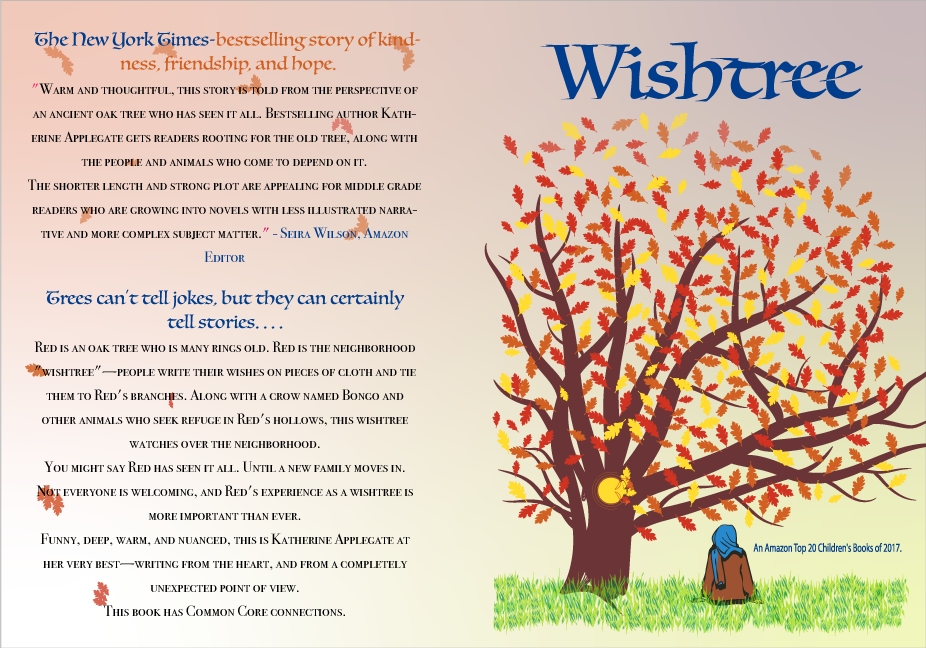 The New York Times-bestselling story of kind-
ness, friendship, and hope.
"Warm and thoughtful, this story is told from the perspective of
an ancient oak tree who has seen it all. Bestselling author Kath-
erine Applegate gets readers rooting for the old tree, along with
the people and animals who come to depend on it.
The shorter length and strong plot are appealing for middle grade
readers who are growing into novels with less illustrated narra-
tive and more complex subject matter." - Seira Wilson, Amazon
Editor
Trees can't tell jokes, but they can certainly
tell stories. . . .
Red is an oak tree who is many rings old. Red is the neighborhood
"wishtree"—people write their wishes on pieces of cloth and tie
them to Red's branches. Along with a crow named Bongo and
other animals who seek refuge in Red's hollows, this wishtree
watches over the neighborhood.
You might say Red has seen it all. Until a new family moves in.
Not everyone is welcoming, and Red's experience as a wishtree is
more important than ever.
Funny, deep, warm, and nuanced, this is Katherine Applegate at
her very best—writing from the heart, and from a completely
unexpected point of view.
This book has Common Core connections.
Wishtree
An Amazon Top 20 Children's Books of 2017.